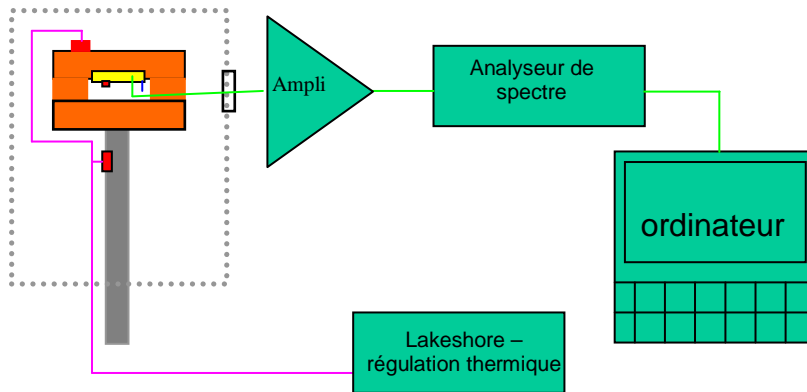 Ampli
Analyseur de
spectre
ordinateur
Lakeshore –
régulation thermique